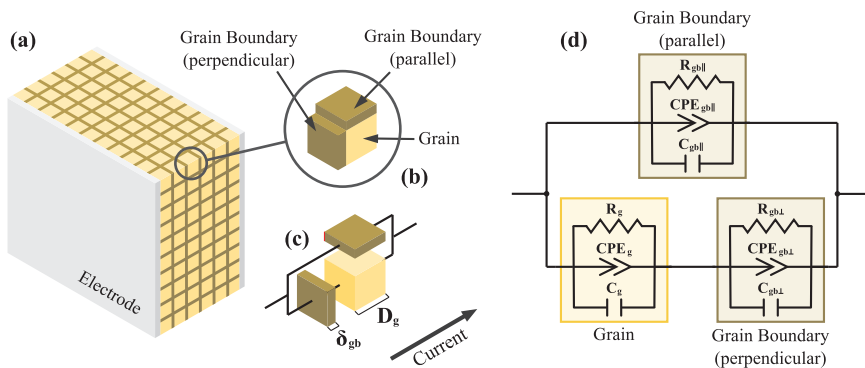 (a)
Grain Boundary
(perpendicular)
Grain Boundary
(parallel)
Grain
(b)
Electrode
(c)
δgb
Dg
Current
(d)
Grain Boundary
(parallel)
Rgb∥
CPEgb∥
Cgb∥
Rg
CPEg
Cg
Grain
Rgb⊥
CPEgb⊥
Cgb⊥
Grain Boundary
(perpendicular)